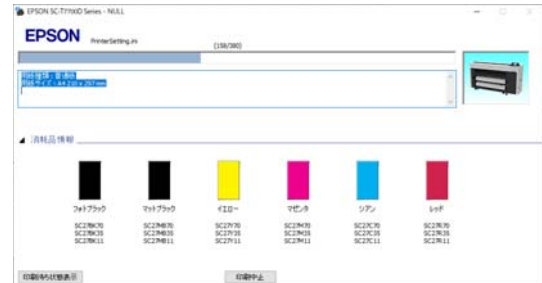 EPSON SC-T7700D Series - NULL
EPSON
PrinterSetting.ini
(158/380)
用紙種類 : 普通紙
用紙サイズ : A4 210 x 297 mm
消耗品情報
フォトブラック マットブラック イエロー マゼンタ シアン レッド
SC27BK70 SC27MB70 SC27Y70 SC27M70 SC27C70 SC27R70
SC27BK35 SC27MB35 SC27Y35 SC27M35 SC27C35 SC27R35
SC27BK11 SC27MB11 SC27Y11 SC27M11 SC27C11 SC27R11
印刷待ち状態表示 印刷中止